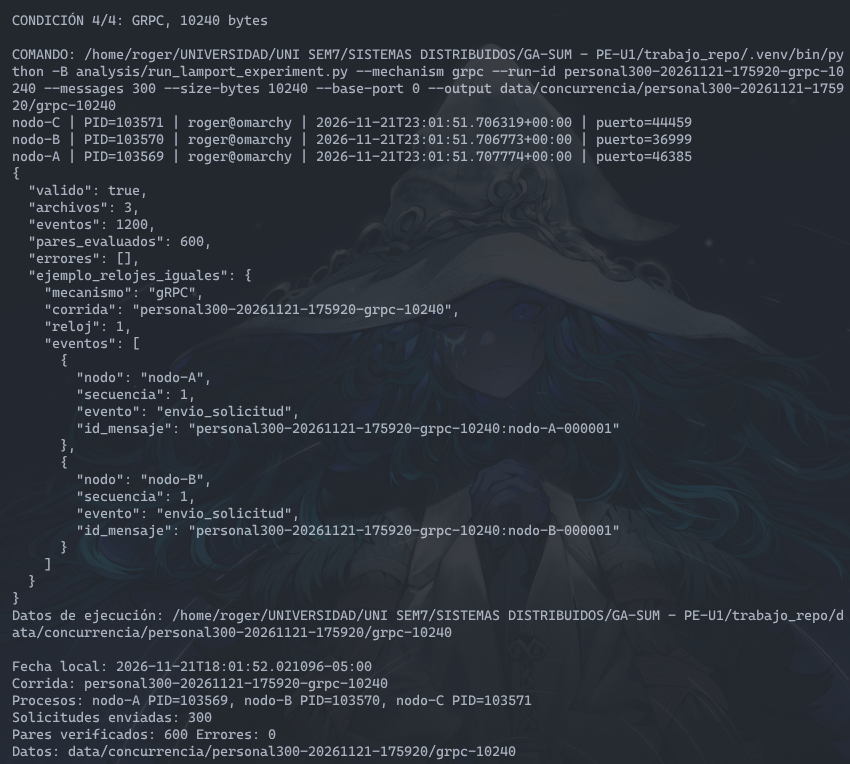 CONDICIÓN 4/4: GRPC, 10240 bytes
COMANDO: /home/roger/UNIVERSIDAD/UNI SEM7/SISTEMAS DISTRIBUIDOS/GA-SUM - PE-U1/trabajo_repo/.venv/bin/py
thon -B analysis/run_lamport_experiment.py --mechanism grpc --run-id personal300-20261121-175920-grpc-10
240 --messages 300 --size-bytes 10240 --base-port 0 --output data/concurrencia/personal300-20261121-1759
20/grpc-10240
nodo-C | PID=103571 | roger@omarchy | 2026-11-21T23:01:51.706319+00:00 | puerto=44459
nodo-B | PID=103570 | roger@omarchy | 2026-11-21T23:01:51.706773+00:00 | puerto=36999
nodo-A | PID=103569 | roger@omarchy | 2026-11-21T23:01:51.707774+00:00 | puerto=46385
{
  "valido": true,
  "archivos": 3,
  "eventos": 1200,
  "pares_evaluados": 600,
  "errores": [],
  "ejemplo_relojes_iguales": {
    "mecanismo": "gRPC",
    "corrida": "personal300-20261121-175920-grpc-10240",
    "reloj": 1,
    "eventos": [
      {
        "nodo": "nodo-A",
        "secuencia": 1,
        "evento": "envio_solicitud",
        "id_mensaje": "personal300-20261121-175920-grpc-10240:nodo-A-000001"
      },
      {
        "nodo": "nodo-B",
        "secuencia": 1,
        "evento": "envio_solicitud",
        "id_mensaje": "personal300-20261121-175920-grpc-10240:nodo-B-000001"
      }
    ]
  }
}
Datos de ejecución: /home/roger/UNIVERSIDAD/UNI SEM7/SISTEMAS DISTRIBUIDOS/GA-SUM - PE-U1/trabajo_repo/d
ata/concurrencia/personal300-20261121-175920/grpc-10240
Fecha local: 2026-11-21T18:01:52.021096-05:00
Corrida: personal300-20261121-175920-grpc-10240
Procesos: nodo-A PID=103569, nodo-B PID=103570, nodo-C PID=103571
Solicitudes enviadas: 300
Pares verificados: 600 Errores: 0
Datos: data/concurrencia/personal300-20261121-175920/grpc-10240